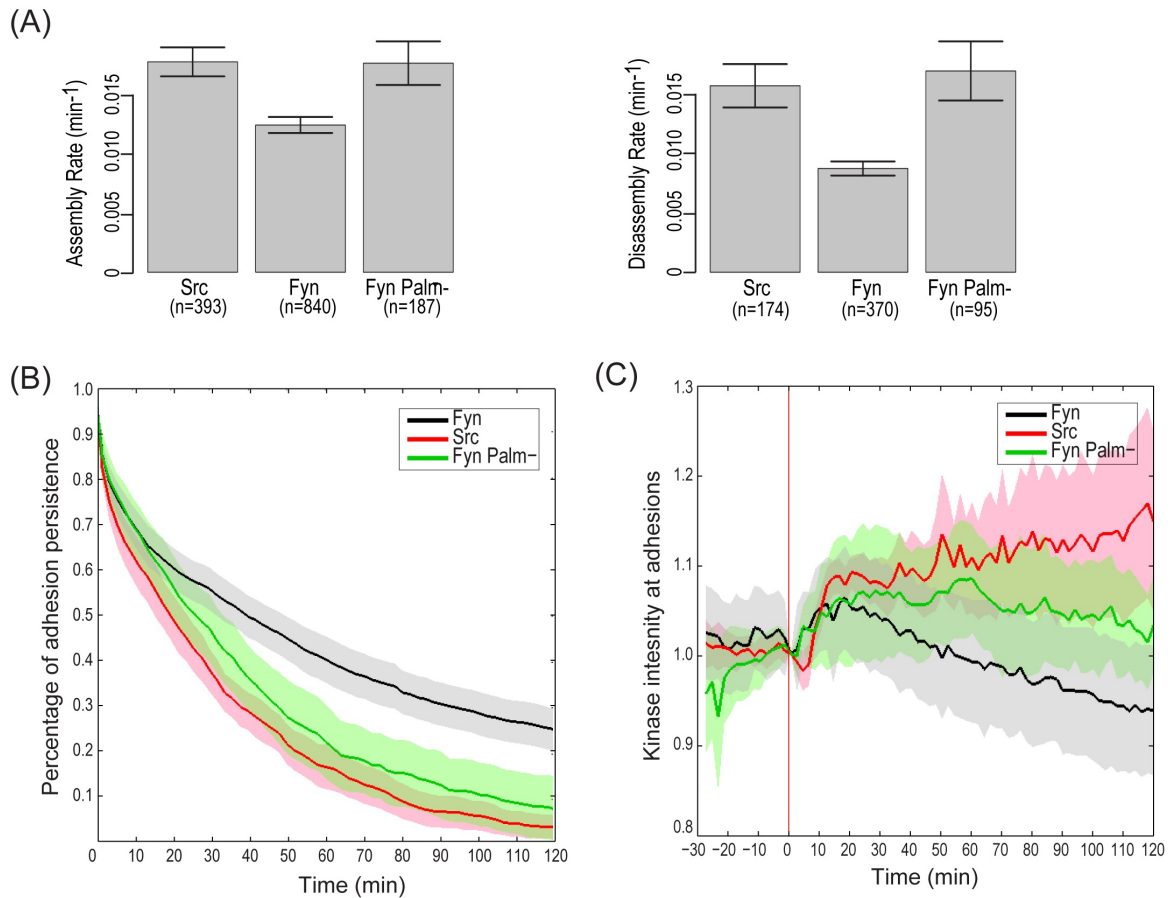 (A)
Assembly Rate (min-1)
0.015
0.010
0.005
0
Src
(n=393)
Fyn
(n=840)
Fyn Palm-
(n=187)
Disassembly Rate (min-1)
0.015
0.010
0.005
0
Src
(n=174)
Fyn
(n=370)
Fyn Palm-
(n=95)
(B)
Percentage of adhesion persistence
1.0
0.9
0.8
0.7
0.6
0.5
0.4
0.3
0.2
0.1
Fyn
Src
Fyn Palm−
0 10 20 30 40 50 60 70 80 90 100 110 120
Time (min)
(C)
Kinase intestnity at adhesions
1.3
1.2
1.1
1.0
0.9
0.8
Fyn
Src
Fyn Palm−
−30 −20 −10 0 10 20 30 40 50 60 70 80 90 100 110 120
Time (min)